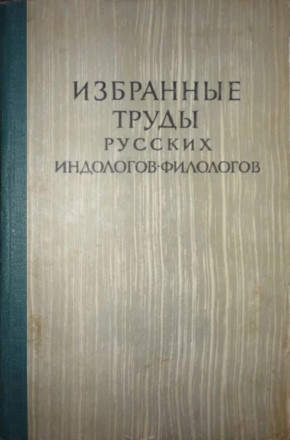 ИЗБРАННЫЕ
ТРУДЫ
РУССКИХ
ИНДОЛОГОВ-ФИЛОЛОГОВ